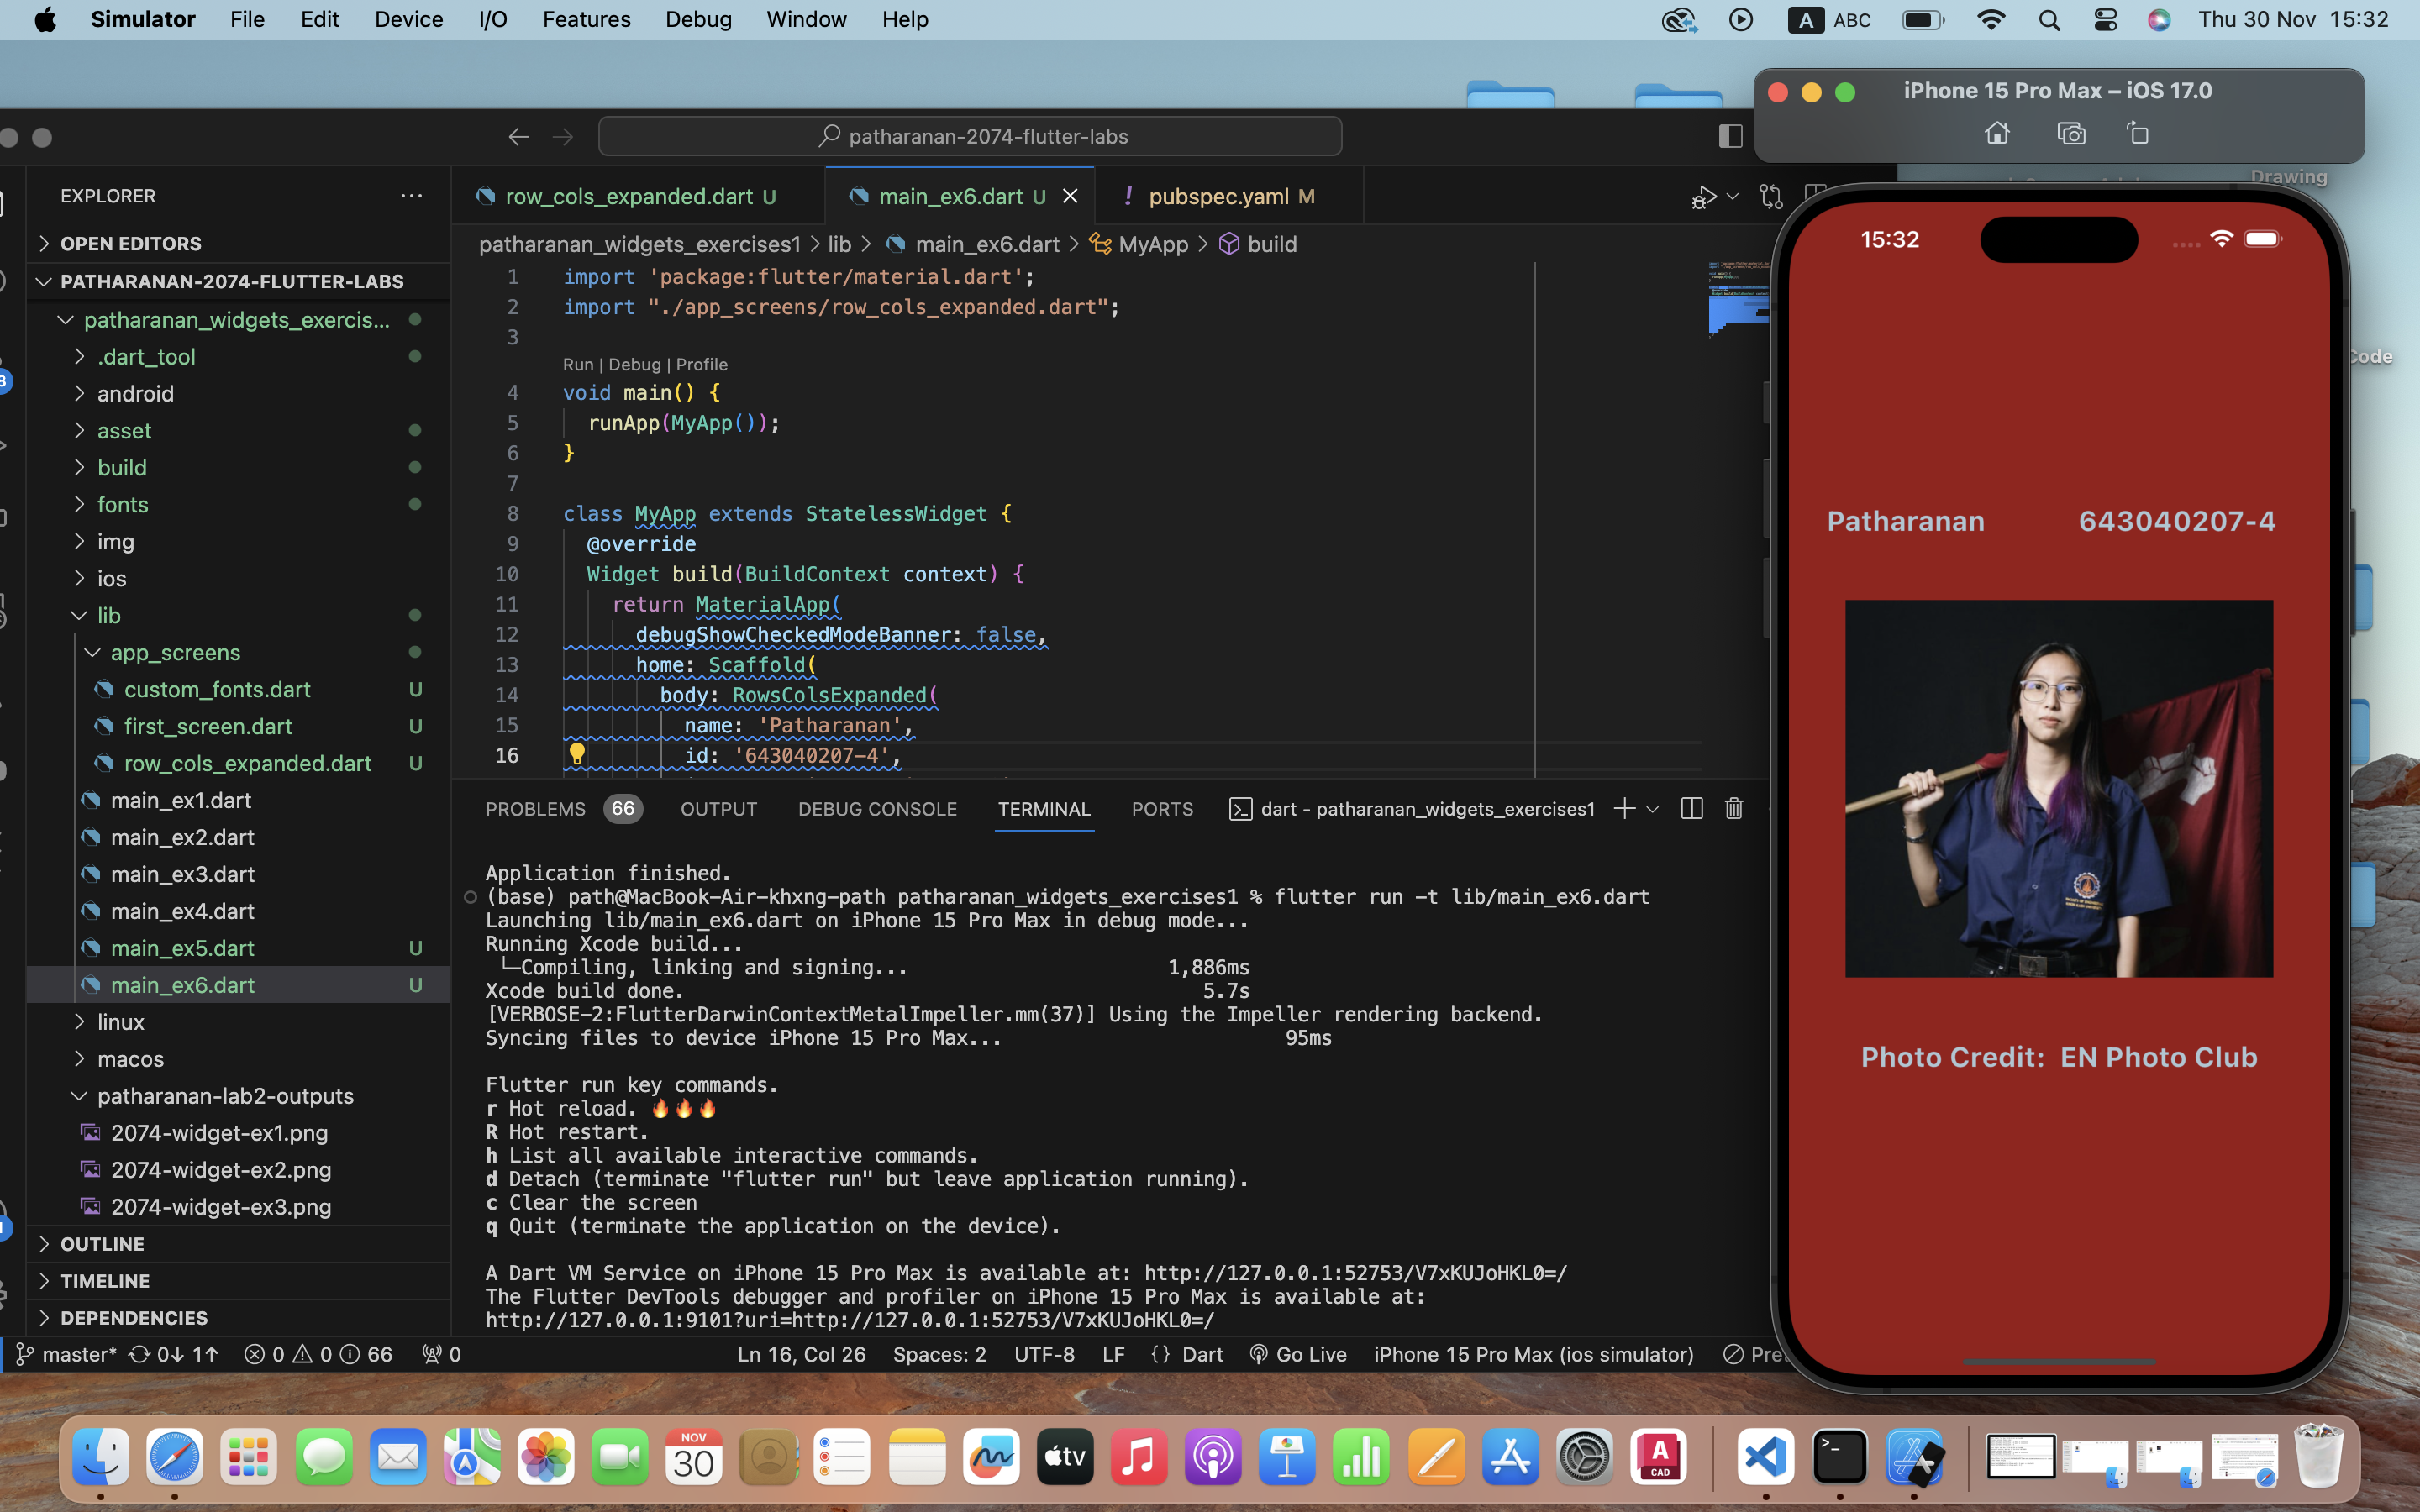 Simulator File Edit Device I/O Features Debug Window Help A ABC Thu 30 Nov 15:32
iPhone 15 Pro Max – iOS 17.0
patharanan-2074-flutter-labs
Drawing
Code
EXPLORER
OPEN EDITORS
PATHARANAN-2074-FLUTTER-LABS
patharanan_widgets_exercis...
.dart_tool
android
asset
build
fonts
img
ios
lib
app_screens
custom_fonts.dart U
first_screen.dart U
row_cols_expanded.dart U
main_ex1.dart
main_ex2.dart
main_ex3.dart
main_ex4.dart
main_ex5.dart U
main_ex6.dart U
linux
macos
patharanan-lab2-outputs
2074-widget-ex1.png
2074-widget-ex2.png
2074-widget-ex3.png
OUTLINE
TIMELINE
DEPENDENCIES
row_cols_expanded.dart U main_ex6.dart U ! pubspec.yaml M
patharanan_widgets_exercises1 > lib > main_ex6.dart > MyApp > build
1 import 'package:flutter/material.dart';
2 import "./app_screens/row_cols_expanded.dart";
3
Run | Debug | Profile
4 void main() {
5 runApp(MyApp());
6 }
7
8 class MyApp extends StatelessWidget {
9 @override
10 Widget build(BuildContext context) {
11 return MaterialApp(
12 debugShowCheckedModeBanner: false,
13 home: Scaffold(
14 body: RowsColsExpanded(
15 name: 'Patharanan',
16 id: '643040207-4',
PROBLEMS 66 OUTPUT DEBUG CONSOLE TERMINAL PORTS dart - patharanan_widgets_exercises1
Application finished.
(base) path@MacBook-Air-khxng-path patharanan_widgets_exercises1 % flutter run -t lib/main_ex6.dart
Launching lib/main_ex6.dart on iPhone 15 Pro Max in debug mode...
Running Xcode build...
└─Compiling, linking and signing... 1,886ms
Xcode build done. 5.7s
[VERBOSE-2:FlutterDarwinContextMetalImpeller.mm(37)] Using the Impeller rendering backend.
Syncing files to device iPhone 15 Pro Max... 95ms
Flutter run key commands.
r Hot reload. 🔥🔥🔥
R Hot restart.
h List all available interactive commands.
d Detach (terminate "flutter run" but leave application running).
c Clear the screen
q Quit (terminate the application on the device).
A Dart VM Service on iPhone 15 Pro Max is available at: http://127.0.0.1:52753/V7xKUJoHKL0=/
The Flutter DevTools debugger and profiler on iPhone 15 Pro Max is available at:
http://127.0.0.1:9101?uri=http://127.0.0.1:52753/V7xKUJoHKL0=/
master* 0↓ 1↑ 0 0 66 0 Ln 16, Col 26 Spaces: 2 UTF-8 LF {} Dart Go Live iPhone 15 Pro Max (ios simulator)
15:32
Patharanan 643040207-4
Photo Credit: EN Photo Club
NOV
30
tv
A
CAD